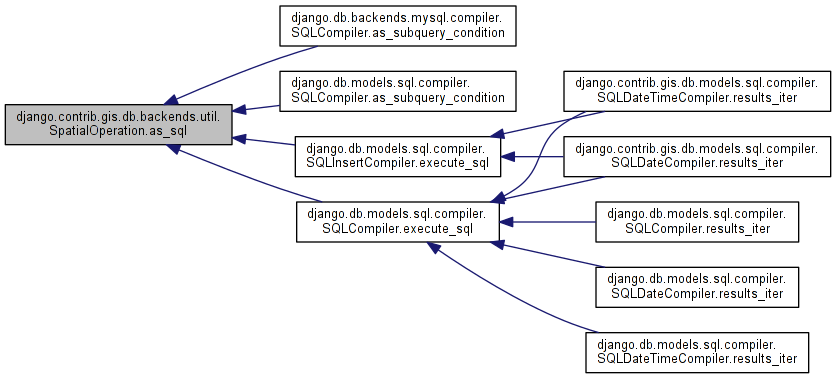 django.contrib.gis.db.backends.util.
SpatialOperation.as_sql
django.db.backends.mysql.compiler.
SQLCompiler.as_subquery_condition
django.db.models.sql.compiler.
SQLCompiler.as_subquery_condition
django.db.models.sql.compiler.
SQLInsertCompiler.execute_sql
django.db.models.sql.compiler.
SQLCompiler.execute_sql
django.contrib.gis.db.models.sql.compiler.
SQLDateTimeCompiler.results_iter
django.contrib.gis.db.models.sql.compiler.
SQLDateCompiler.results_iter
django.db.models.sql.compiler.
SQLCompiler.results_iter
django.db.models.sql.compiler.
SQLDateCompiler.results_iter
django.db.models.sql.compiler.
SQLDateTimeCompiler.results_iter